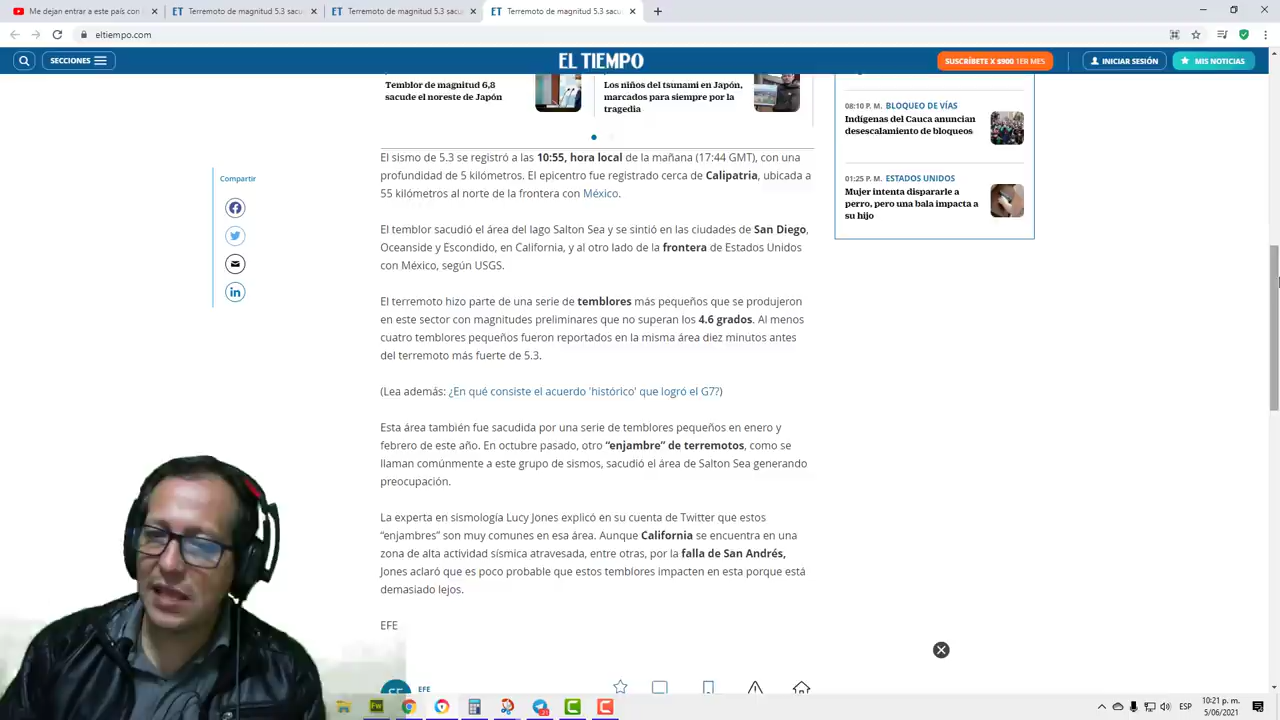 Me dejan entrar a este país con
Terremoto de magnitud 5.3 sacu
Terremoto de magnitud 5.3 sacu
Terremoto de magnitud 5.3 sacu
eltiempo.com
SECCIONES
EL TIEMPO
SUSCRÍBETE X $900 1ER MES
INICIAR SESIÓN
MIS NOTICIAS
Temblor de magnitud 6,8
sacude el noreste de Japón
Los niños del tsunami en Japón,
marcados para siempre por la
tragedia
08:10 P. M. BLOQUEO DE VÍAS
Indígenas del Cauca anuncian
desescalamiento de bloqueos
01:25 P. M. ESTADOS UNIDOS
Mujer intenta dispararle a
perro, pero una bala impacta a
su hijo
Compartir
El sismo de 5.3 se registró a las 10:55, hora local de la mañana (17:44 GMT), con una
profundidad de 5 kilómetros. El epicentro fue registrado cerca de Calipatria, ubicada a
55 kilómetros al norte de la frontera con México.
El temblor sacudió el área del lago Salton Sea y se sintió en las ciudades de San Diego,
Oceanside y Escondido, en California, y al otro lado de la frontera de Estados Unidos
con México, según USGS.
El terremoto hizo parte de una serie de temblores más pequeños que se produjeron
en este sector con magnitudes preliminares que no superan los 4.6 grados. Al menos
cuatro temblores pequeños fueron reportados en la misma área diez minutos antes
del terremoto más fuerte de 5.3.
(Lea además: ¿En qué consiste el acuerdo 'histórico' que logró el G7?)
Esta área también fue sacudida por una serie de temblores pequeños en enero y
febrero de este año. En octubre pasado, otro “enjambre” de terremotos, como se
llaman comúnmente a este grupo de sismos, sacudió el área de Salton Sea generando
preocupación.
La experta en sismología Lucy Jones explicó en su cuenta de Twitter que estos
“enjambres” son muy comunes en esa área. Aunque California se encuentra en una
zona de alta actividad sísmica atravesada, entre otras, por la falla de San Andrés,
Jones aclaró que es poco probable que estos temblores impacten en esta porque está
demasiado lejos.
EFE
EFE
ESP
10:21 p. m.
5/06/2021